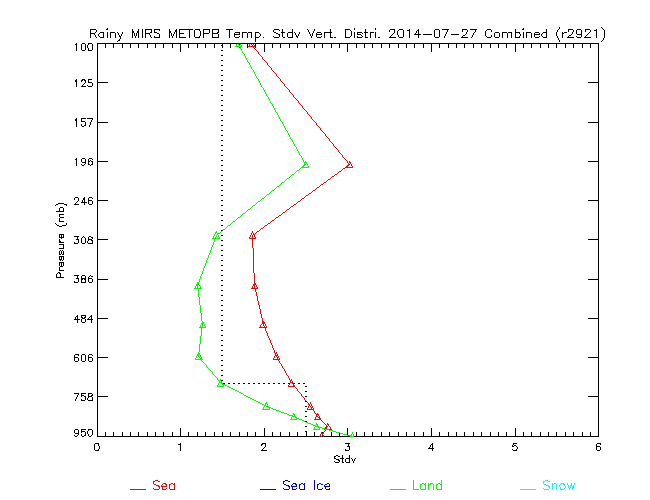 Rainy MIRS METOPB Temp. Stdv Vert. Distri. 2014-07-27 Combined (r2921)
100
125
157
196
246
308
386
484
606
758
950
Pressure (mb)
0 1 2 3 4 5 6
Stdv
Sea Sea Ice Land Snow